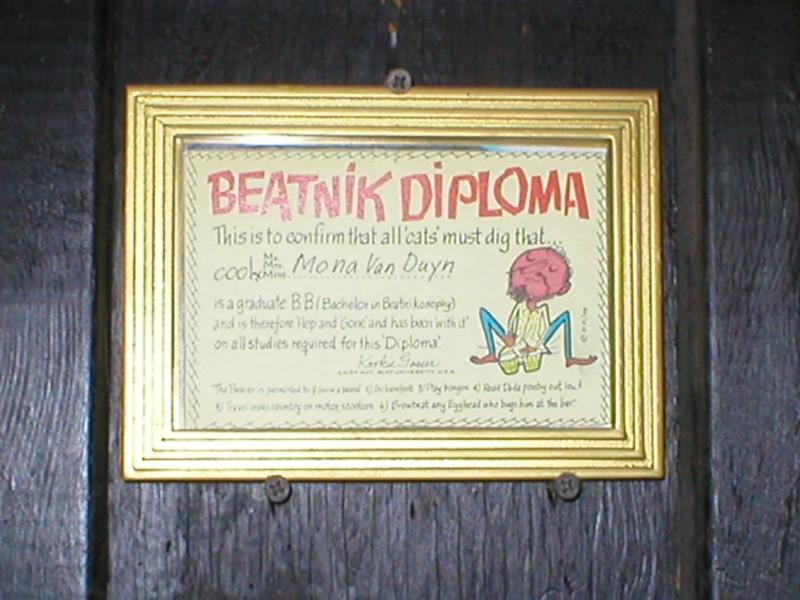 BEATNIK DiPLOMA
This is to confirm that all 'cats' must dig that...
cool Mr. Mrs. Miss. Mona Van Duyn
is a graduate B.B (Bachelor in Beatnikosophy)
and is therefore 'Hep and 'Gone' and has been 'with it'
on all studies required for this 'Diploma'.
The Bearer is permitted to 1) Grow a beard 2) Go barefoot 3) Play bongos 4) Read Dada poetry out loud
5) Travel cross country on motor scooters 6) Browbeat any Egghead who bugs him at the bar